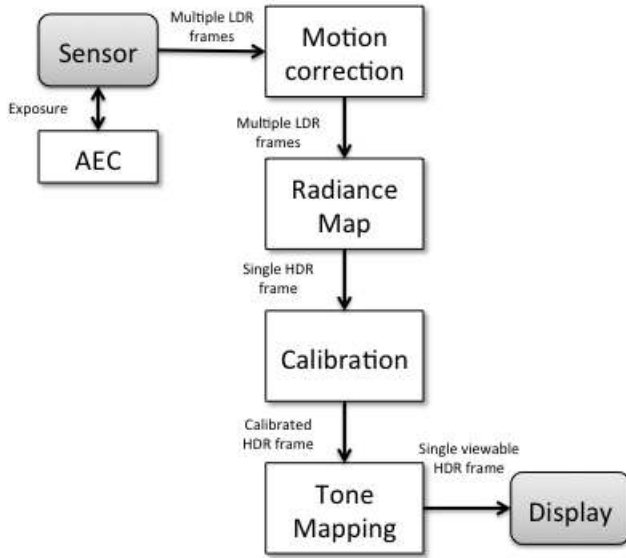 Multiple LDR
frames
Sensor
Motion
correction
Exposure
AEC
Multiple LDR
frames
Radiance
Map
Single HDR
frame
Calibration
Calibrated
HDR frame
Single viewable
HDR frame
Tone
Mapping
Display